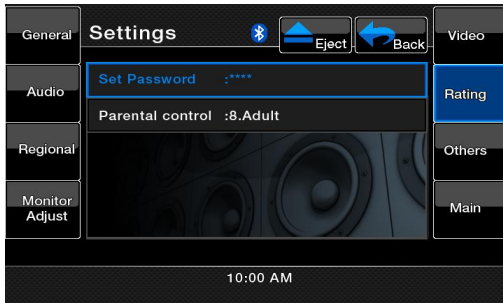 General
Settings
Eject
Back
Video
Audio
Set Password :****
Rating
Parental control :8.Adult
Regional
Others
Monitor
Adjust
Main
10:00 AM